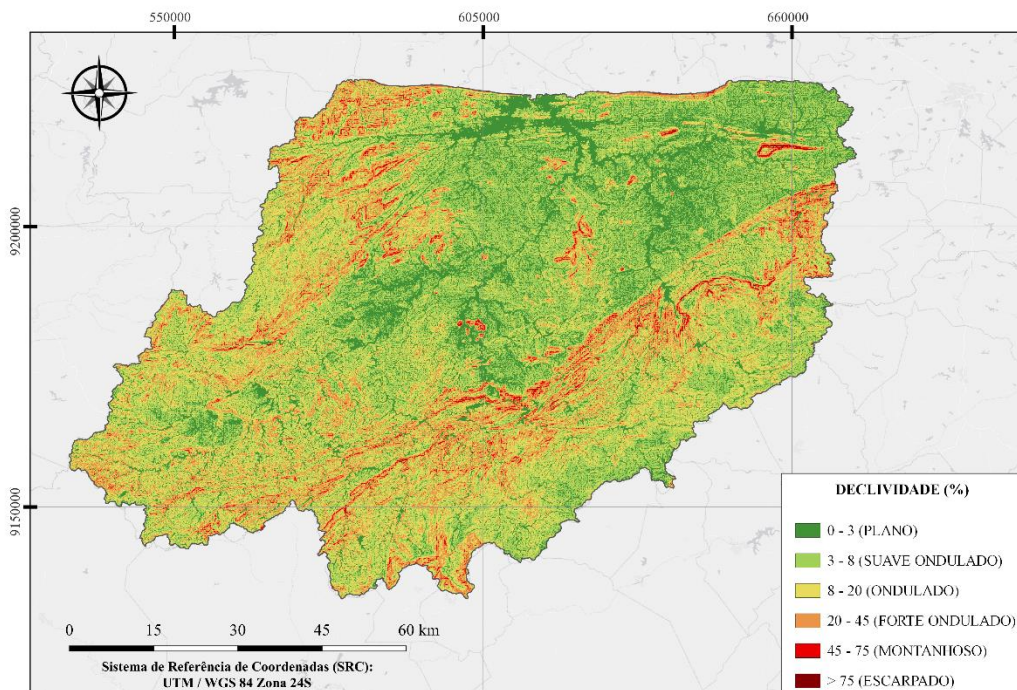 550000
605000
660000
9200000
9150000
DECLIVIDADE (%)
0 - 3 (PLANO)
3 - 8 (SUAVE ONDULADO)
8 - 20 (ONDULADO)
20 - 45 (FORTE ONDULADO)
45 - 75 (MONTANHOSO)
> 75 (ESCARPADO)
0 15 30 45 60 km
Sistema de Referência de Coordenadas (SRC):
UTM / WGS 84 Zona 24S